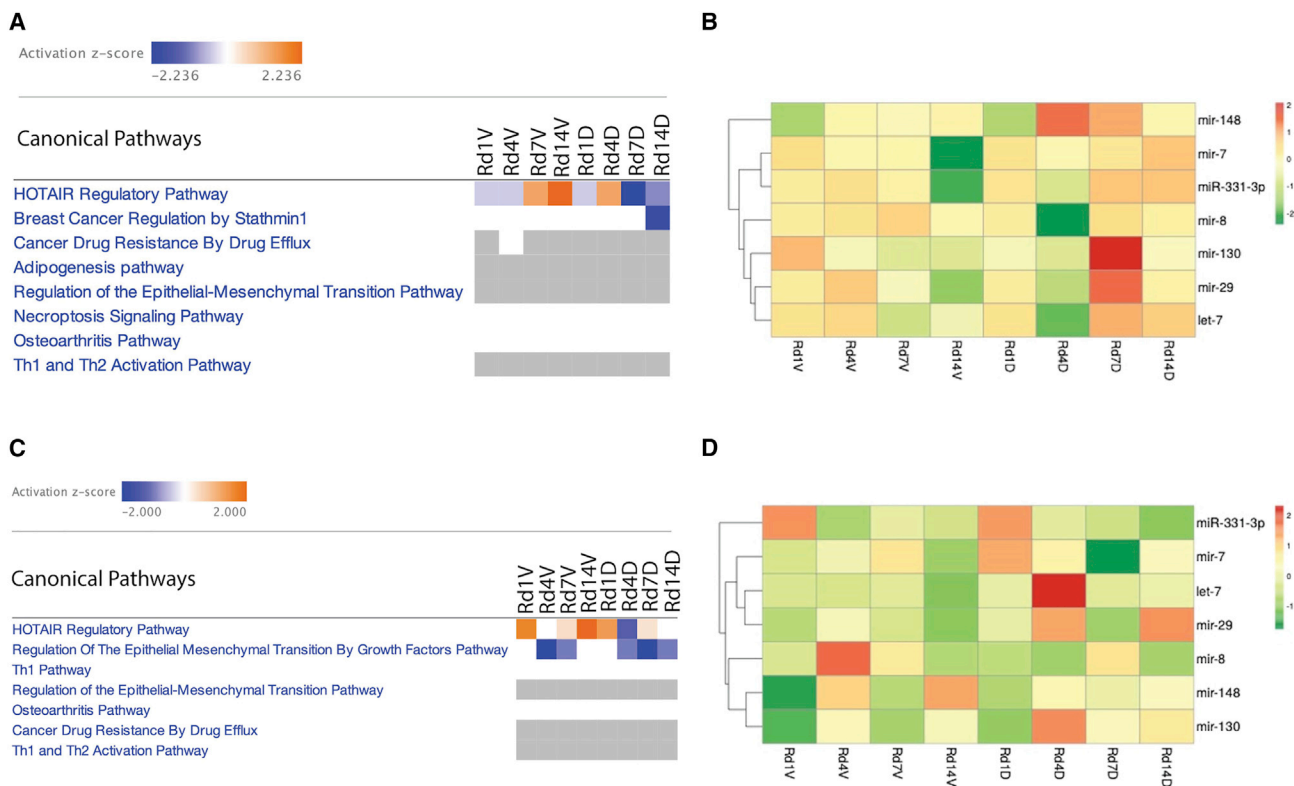 A
Activation z-score
-2.236 2.236
Canonical Pathways
Rd1V Rd4V Rd7V Rd14V Rd1D Rd4D Rd7D Rd14D
HOTAIR Regulatory Pathway
Breast Cancer Regulation by Stathmin1
Cancer Drug Resistance By Drug Efflux
Adipogenesis pathway
Regulation of the Epithelial-Mesenchymal Transition Pathway
Necroptosis Signaling Pathway
Osteoarthritis Pathway
Th1 and Th2 Activation Pathway
B
mir-148
mir-7
miR-331-3p
mir-8
mir-130
mir-29
let-7
Rd1V Rd4V Rd7V Rd14V Rd1D Rd4D Rd7D Rd14D
2
1
0
-1
-2
C
Activation z-score
-2.000 2.000
Canonical Pathways
Rd1V Rd4V Rd7V Rd14V Rd1D Rd4D Rd7D Rd14D
HOTAIR Regulatory Pathway
Regulation Of The Epithelial Mesenchymal Transition By Growth Factors Pathway
Th1 Pathway
Regulation of the Epithelial-Mesenchymal Transition Pathway
Osteoarthritis Pathway
Cancer Drug Resistance By Drug Efflux
Th1 and Th2 Activation Pathway
D
miR-331-3p
mir-7
let-7
mir-29
mir-8
mir-148
mir-130
Rd1V Rd4V Rd7V Rd14V Rd1D Rd4D Rd7D Rd14D
2
1
0
-1